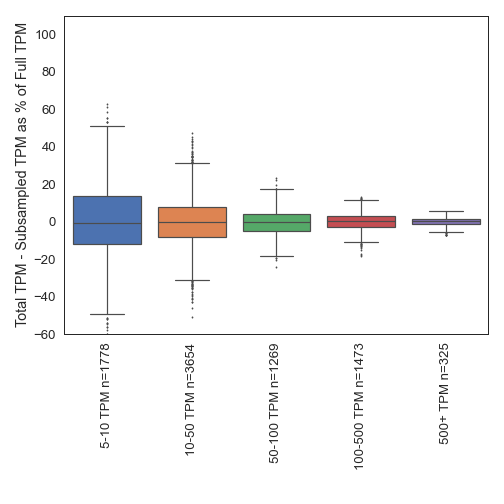 Total TPM - Subsampled TPM as % of Full TPM
100
80
60
40
20
0
−20
−40
−60
5-10 TPM n=1778
10-50 TPM n=3654
50-100 TPM n=1269
100-500 TPM n=1473
500+ TPM n=325